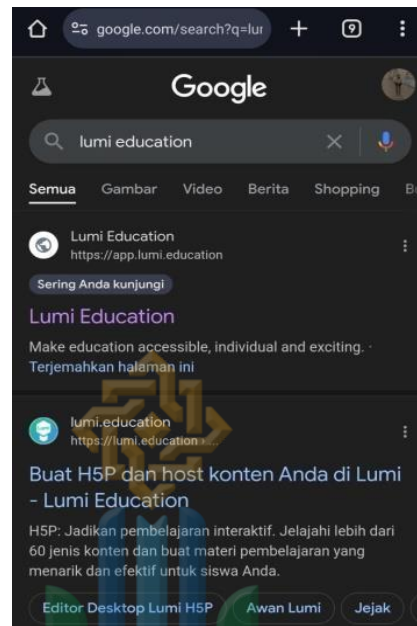 google.com/search?q=lur
9
Google
lumi education
Semua Gambar Video Berita Shopping
Lumi Education
https://app.lumi.education
Sering Anda kunjungi
Lumi Education
Make education accessible, individual and exciting. ·
Terjemahkan halaman ini
lumi.education
https://lumi.education ›...
Buat H5P dan host konten Anda di Lumi
- Lumi Education
H5P: Jadikan pembelajaran interaktif. Jelajahi lebih dari
60 jenis konten dan buat materi pembelajaran yang
menarik dan efektif untuk siswa Anda.
Editor Desktop Lumi H5P Awan Lumi Jejak